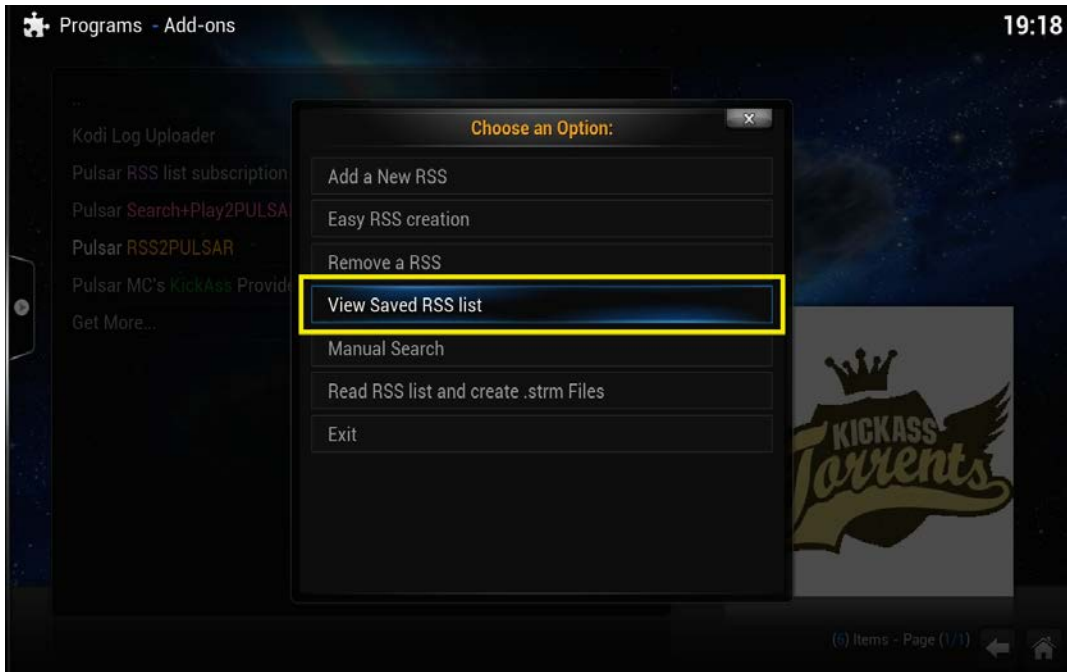 Programs - Add-ons
19:18
..
Kodi Log Uploader
Pulsar RSS list subscription
Pulsar Search+Play2PULSA
Pulsar RSS2PULSAR
Pulsar MC's KickAss Provide
Get More...
Choose an Option:
x
Add a New RSS
Easy RSS creation
Remove a RSS
View Saved RSS list
Manual Search
Read RSS list and create .strm Files
Exit
KICKASS
Torrents
(6) Items - Page (1/1)